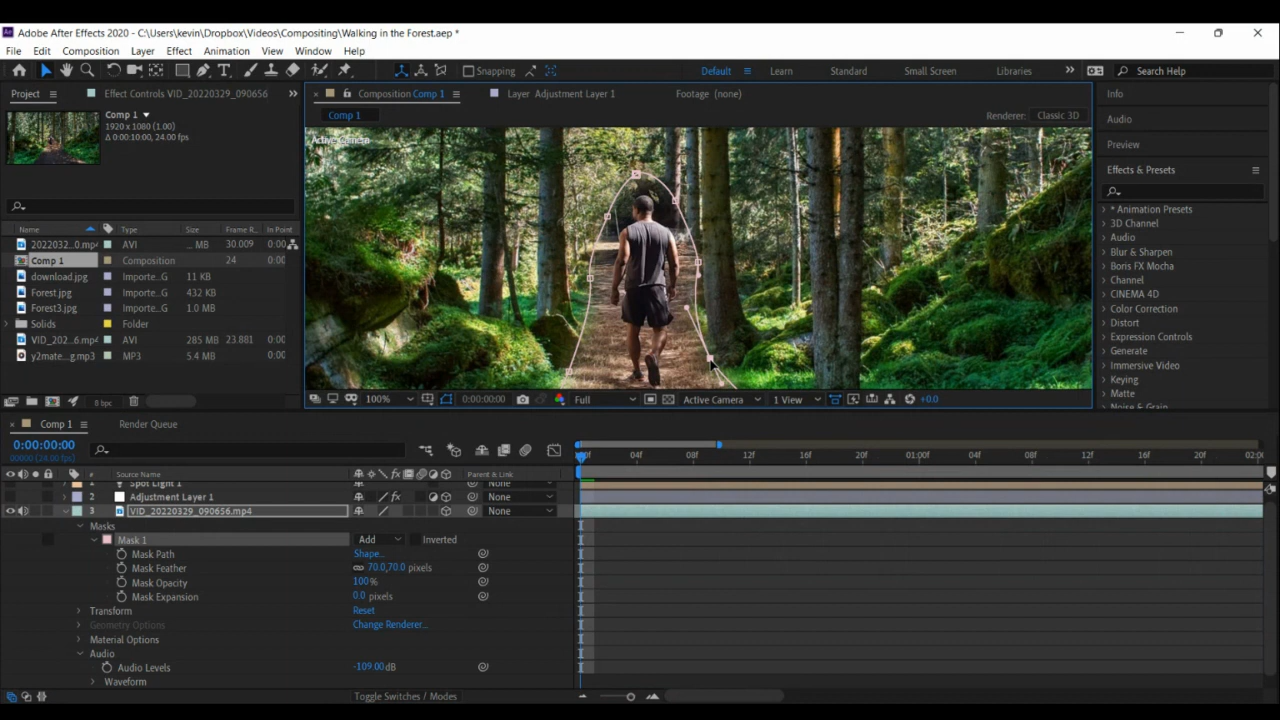 Adobe After Effects 2020 - C:\Users\kevin\Dropbox\Videos\Compositing\Walking in the Forest.aep *
File Edit Composition Layer Effect Animation View Window Help
Snapping Default Learn Standard Small Screen Libraries Search Help
Project Effect Controls VID_20220329_090656
Composition Comp 1 Layer Adjustment Layer 1 Footage (none)
Info
Comp 1
1920 x 1080 (1.00)
Δ 0:00:10:00, 24.00 fps
Comp 1 Renderer: Classic 3D
Active Camera
Audio
Preview
Effects & Presets
* Animation Presets
3D Channel
Audio
Blur & Sharpen
Boris FX Mocha
Channel
CINEMA 4D
Color Correction
Distort
Expression Controls
Generate
Immersive Video
Keying
Matte
Noise & Grain
Name Type Size Frame R... In Point
2022032...0.mp4 AVI ... MB 30.009 0:00
Comp 1 Composition 24 0:00
download.jpg Importe...G 11 KB
Forest.jpg Importe...G 432 KB
Forest3.jpg Importe...G 1.0 MB
Solids Folder
VID_202...6.mp4 AVI 285 MB 23.881 0:00
y2mate...g.mp3 MP3 5.4 MB 0:00
8 bpc
100% 0:00:00:00 Full Active Camera 1 View +0.0
Comp 1 Render Queue
0:00:00:00
00000 (24.00 fps)
:00f 04f 08f 12f 16f 20f 01:00f 04f 08f 12f 16f 20f 02:0
# Source Name Parent & Link
Spot Light 1 None
2 Adjustment Layer 1 None
3 VID_20220329_090656.mp4 None
Masks
Mask 1 Add Inverted
Mask Path Shape...
Mask Feather 70.0,70.0 pixels
Mask Opacity 100%
Mask Expansion 0.0 pixels
Transform Reset
Geometry Options Change Renderer...
Material Options
Audio
Audio Levels -109.00 dB
Waveform
Toggle Switches / Modes